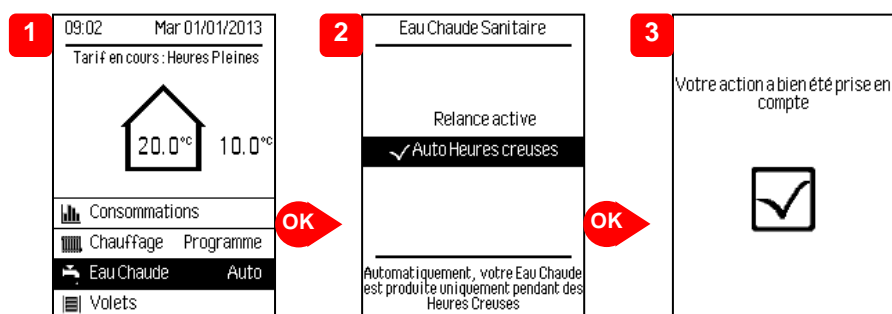 1
09:02 Mar 01/01/2013
Tarif en cours : Heures Pleines
20.0°C 10.0°C
Consommations
Chauffage Programme
Eau Chaude Auto
Volets
OK
2
Eau Chaude Sanitaire
Relance active
Auto Heures creuses
Automatiquement, votre Eau Chaude
est produite uniquement pendant des
Heures Creuses
OK
3
Votre action a bien été prise en
compte